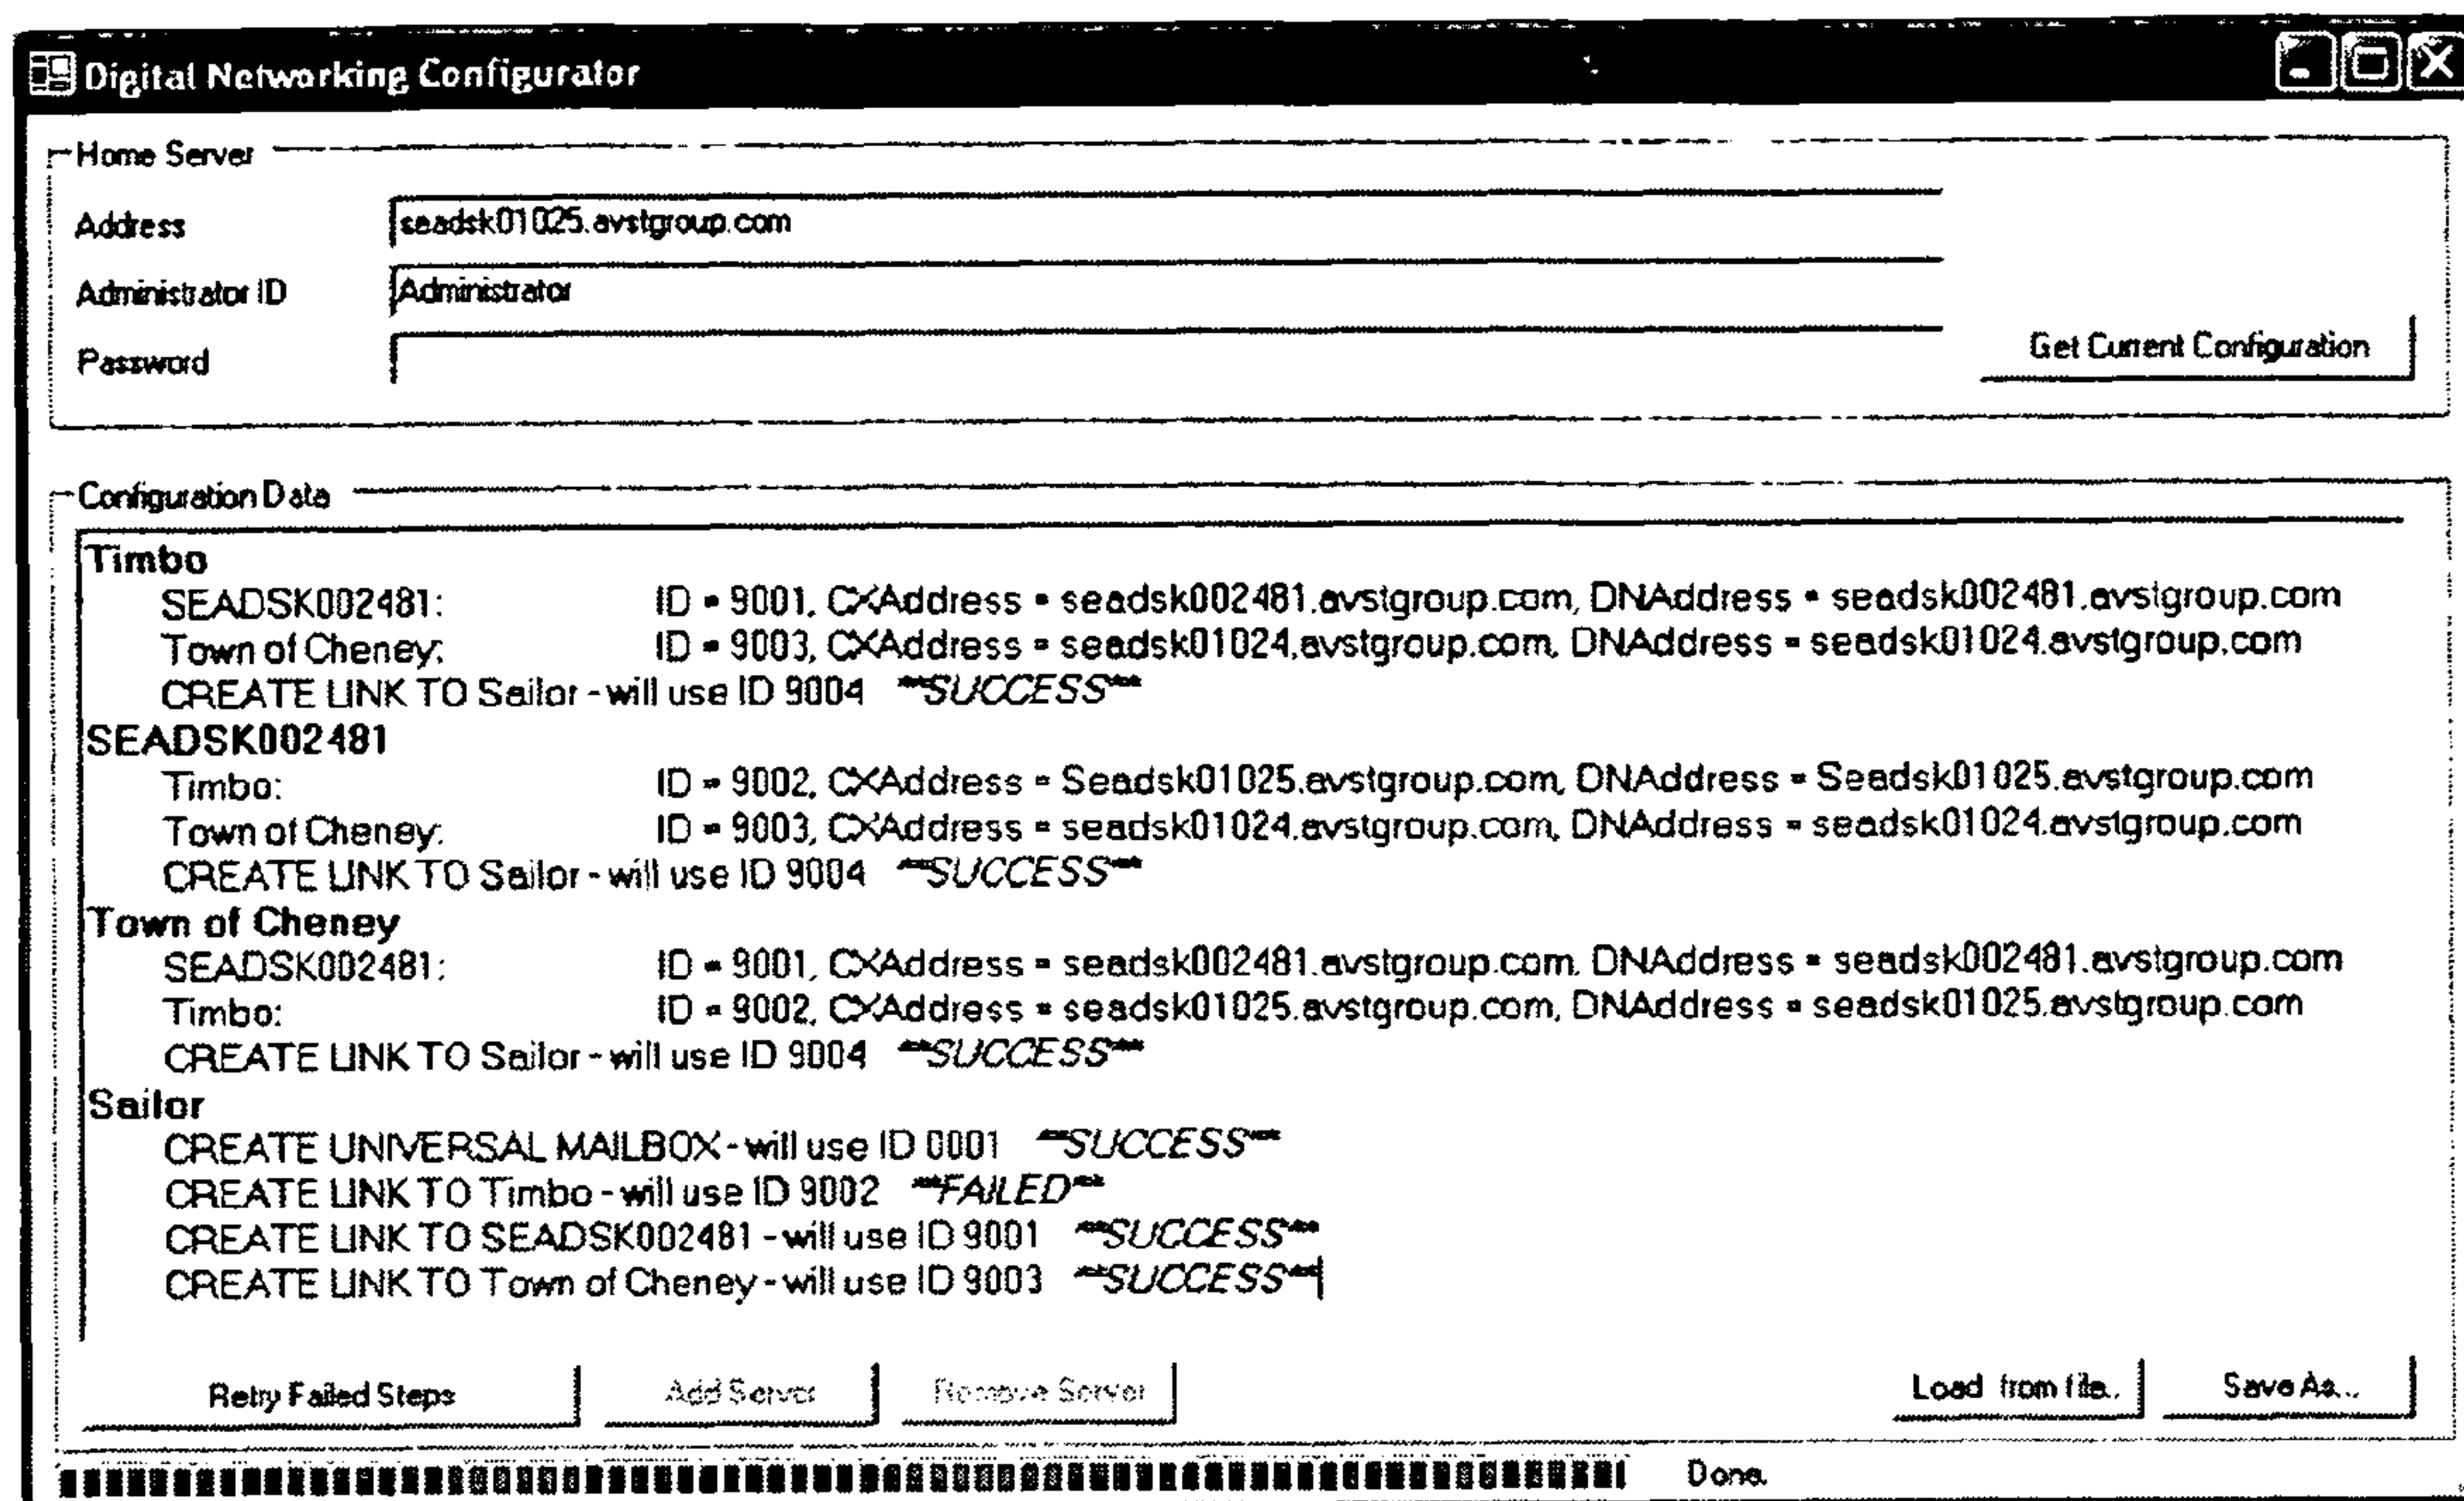 Digital Networking Configurator
Home Server
Address seadsk01025.avstgroup.com
Administrator ID Administrator
Password
Get Current Configuration
Configuration Data
Timbo
SEADSK002481: ID = 9001, CXAddress = seadsk002481.avstgroup.com, DNAddress = seadsk002481.avstgroup.com
Town of Cheney: ID = 9003, CXAddress = seadsk01024.avstgroup.com, DNAddress = seadsk01024.avstgroup.com
CREATE LINK TO Sailor - will use ID 9004 **SUCCESS**
SEADSK002481
Timbo: ID = 9002, CXAddress = Seadsk01025.avstgroup.com, DNAddress = Seadsk01025.avstgroup.com
Town of Cheney: ID = 9003, CXAddress = seadsk01024.avstgroup.com, DNAddress = seadsk01024.avstgroup.com
CREATE LINK TO Sailor - will use ID 9004 **SUCCESS**
Town of Cheney
SEADSK002481: ID = 9001, CXAddress = seadsk002481.avstgroup.com, DNAddress = seadsk002481.avstgroup.com
Timbo: ID = 9002, CXAddress = seadsk01025.avstgroup.com, DNAddress = seadsk01025.avstgroup.com
CREATE LINK TO Sailor - will use ID 9004 **SUCCESS**
Sailor
CREATE UNIVERSAL MAILBOX - will use ID 0001 **SUCCESS**
CREATE LINK TO Timbo - will use ID 9002 **FAILED**
CREATE LINK TO SEADSK002481 - will use ID 9001 **SUCCESS**
CREATE LINK TO Town of Cheney - will use ID 9003 **SUCCESS**
Retry Failed Steps Add Server Remove Server Load from file.. Save As...
Done.